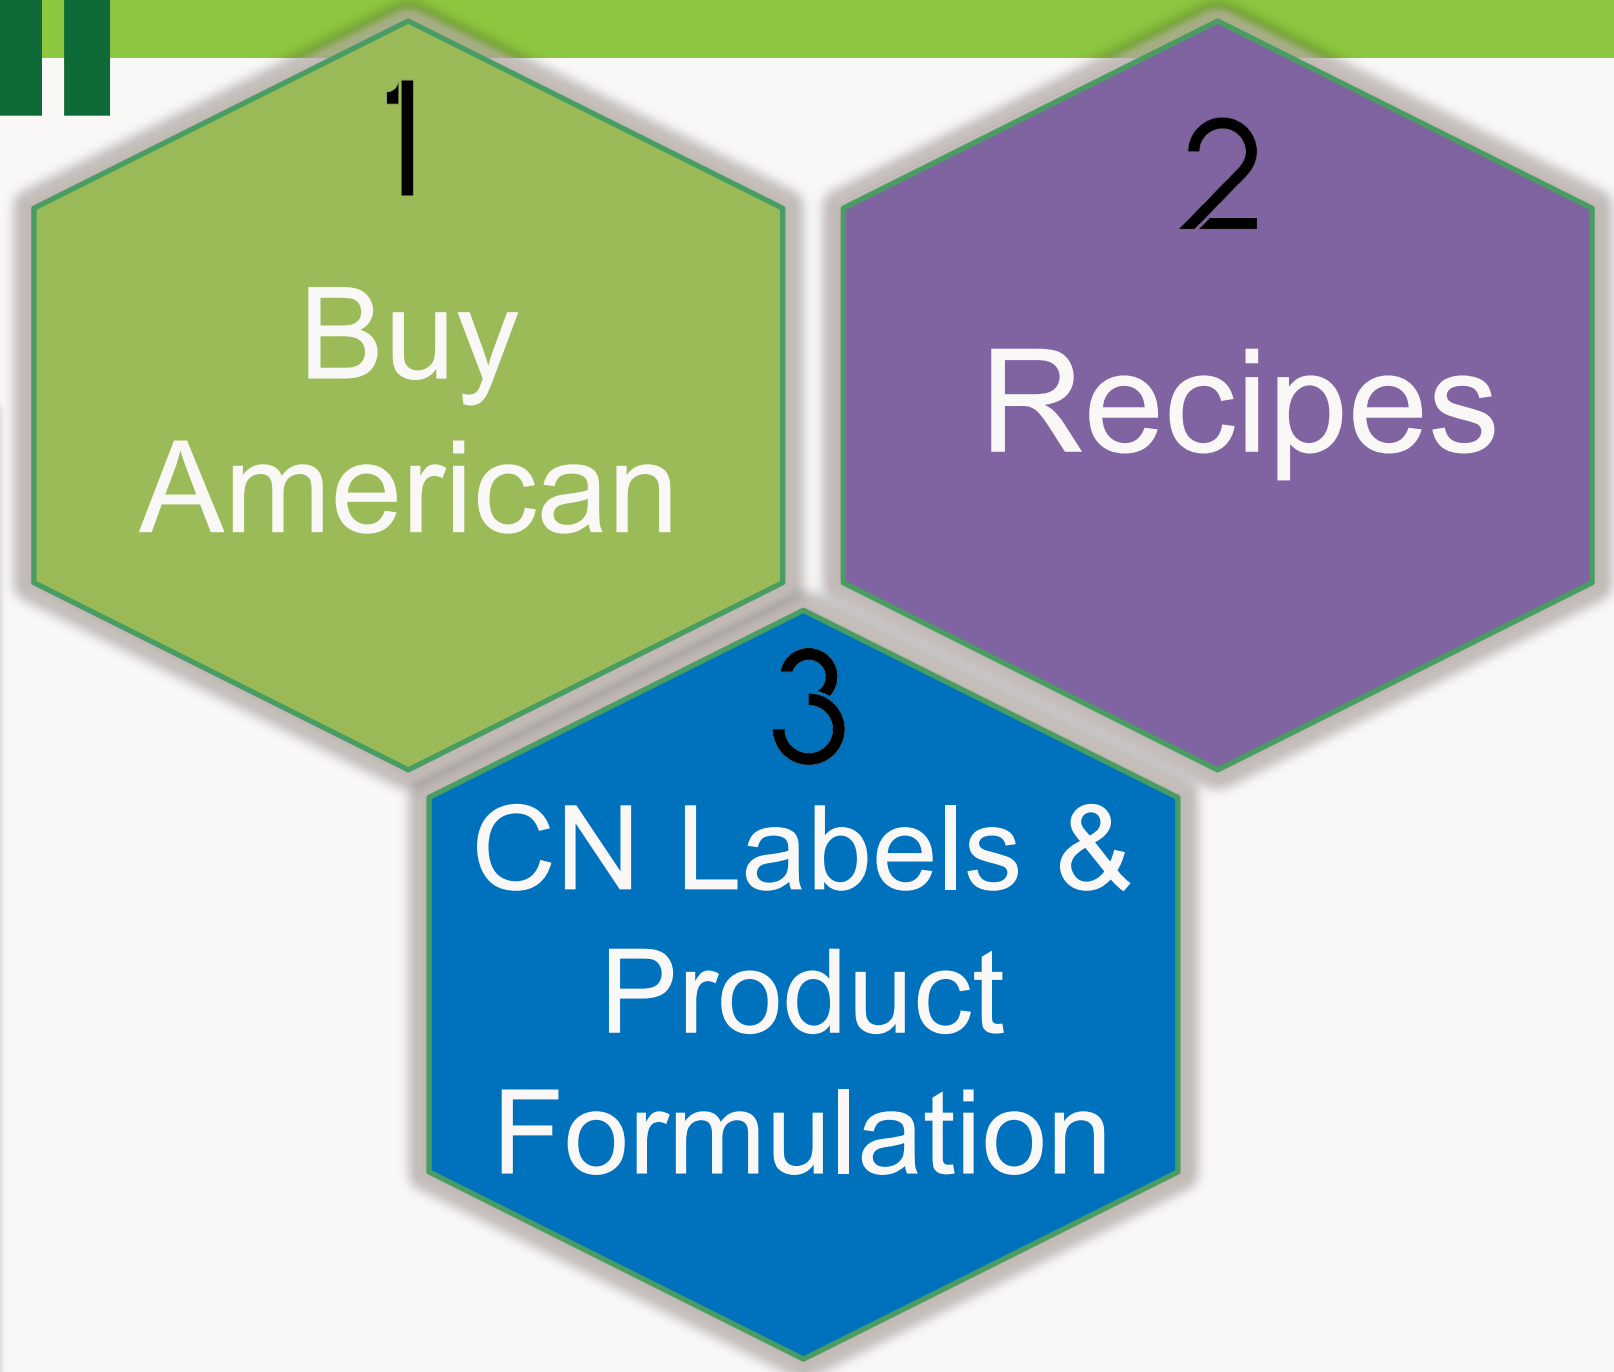 1
Buy
American
2
Recipes
3
CN Labels &
Product
Formulation